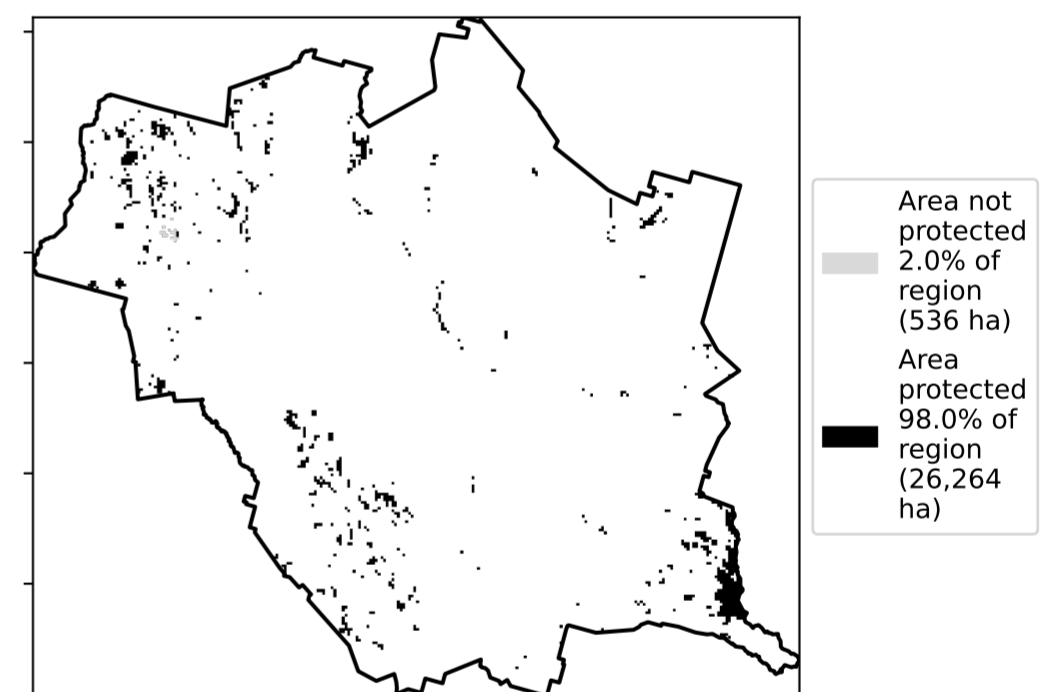 Area not
protected
2.0% of
region
(536 ha)
Area
protected
98.0% of
region
(26,264
ha)